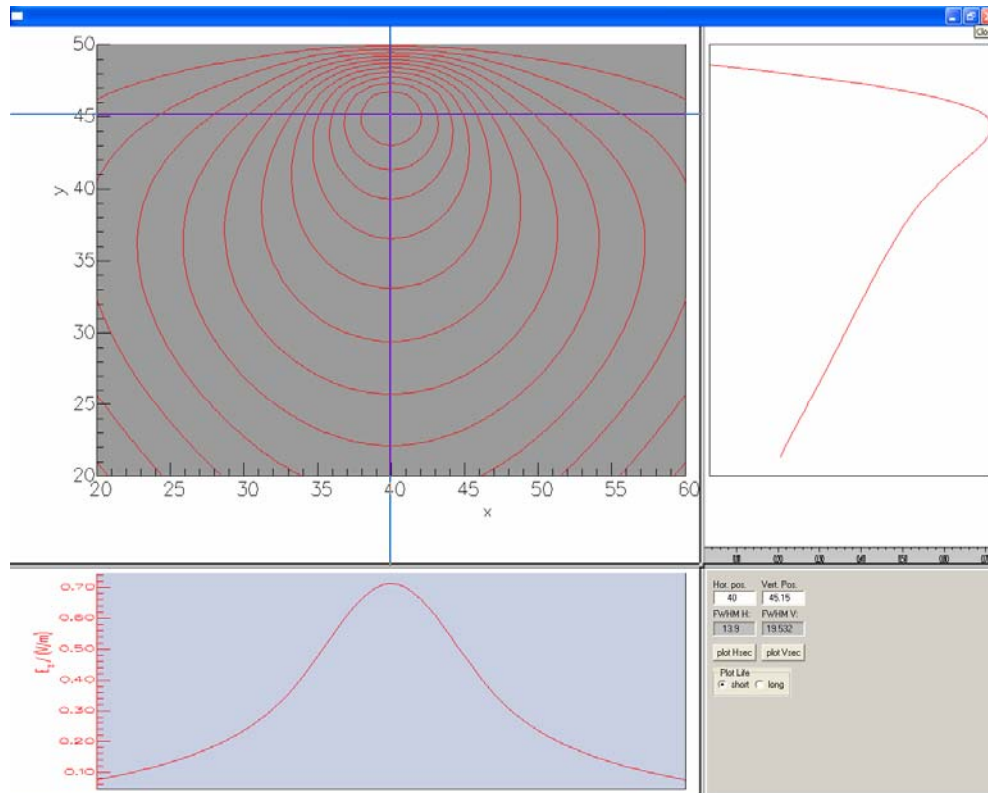 Clo
50
45
40
35
30
25
20
y
20 25 30 35 40 45 50 55 60
x
0.70
0.60
0.50
0.40
0.30
0.20
0.10
Hor. pos. Vert. Pos.
40 45.15
FWHM H: FWHM V:
13.9 19.532
plot Hsec plot Vsec
Plot Life
short long